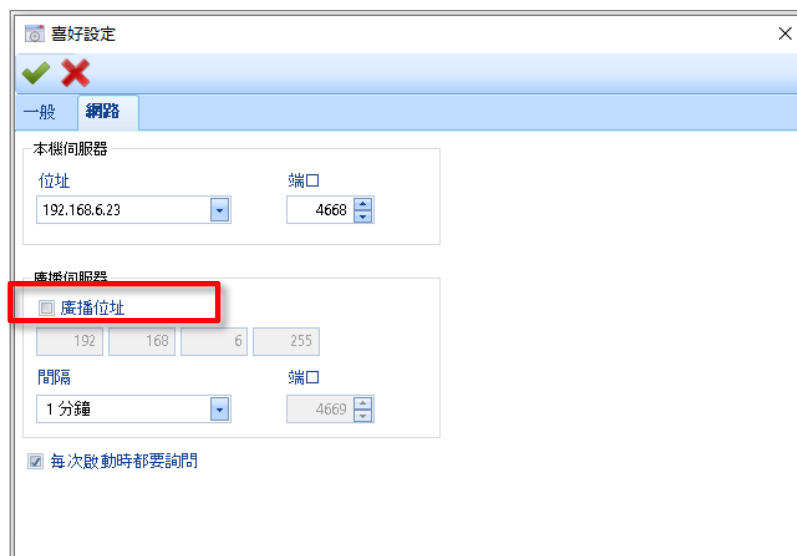 喜好設定
一般 網路
本機伺服器
位址 端口
192.168.6.23 4668
廣播伺服器
廣播位址
192 168 6 255
間隔 端口
1 分鐘 4669
每次啟動時都要詢問